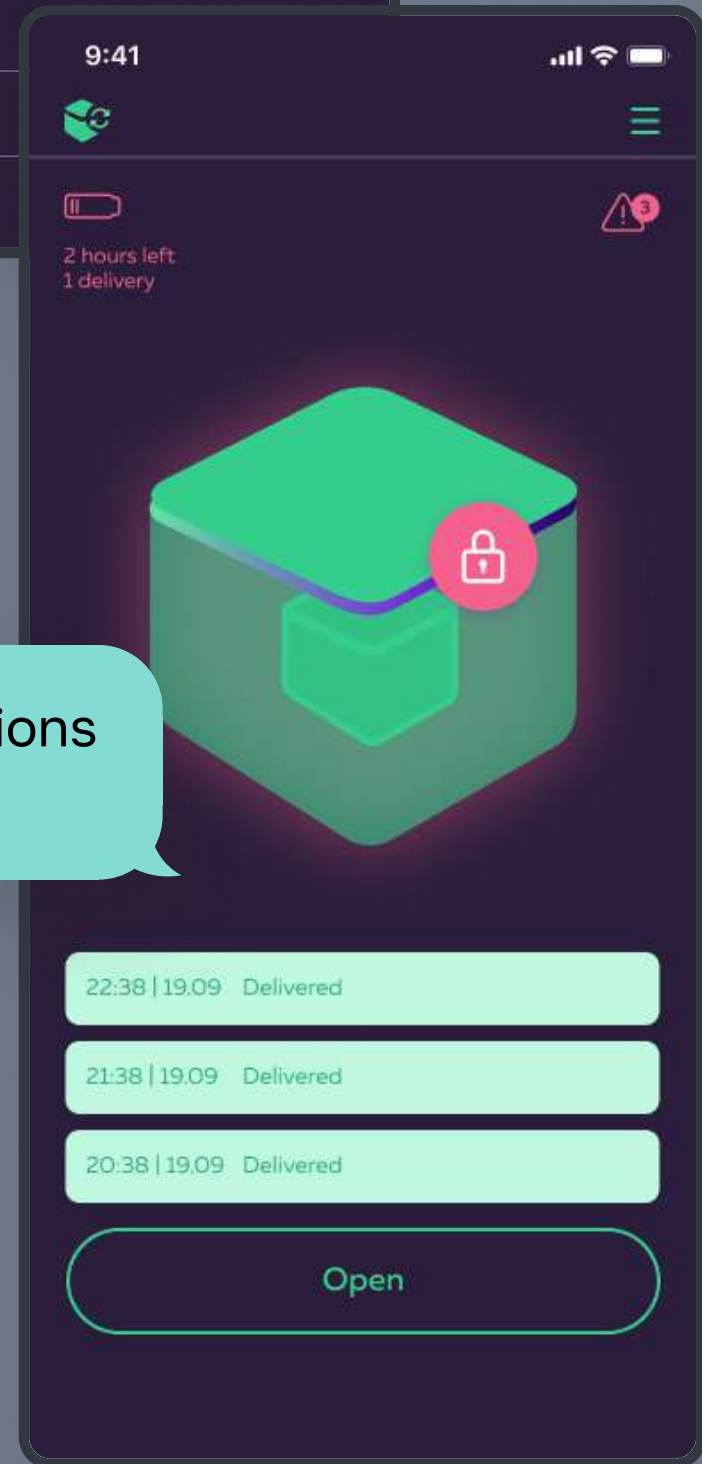 9:41
3
2 hours left
1 delivery
22:38 | 19.09 Delivered
21:38 | 19.09 Delivered
20:38 | 19.09 Delivered
Open